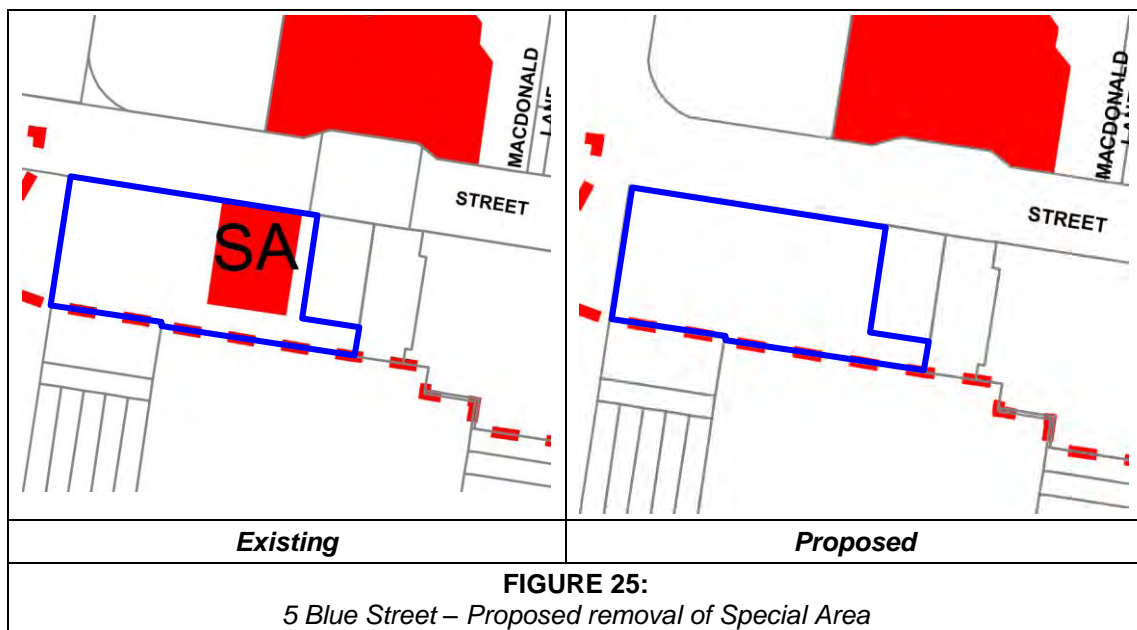 MACDONALD
LANE
STREET
SA
MACDONALD
LANE
STREET
Existing
Proposed
FIGURE 25:
5 Blue Street – Proposed removal of Special Area